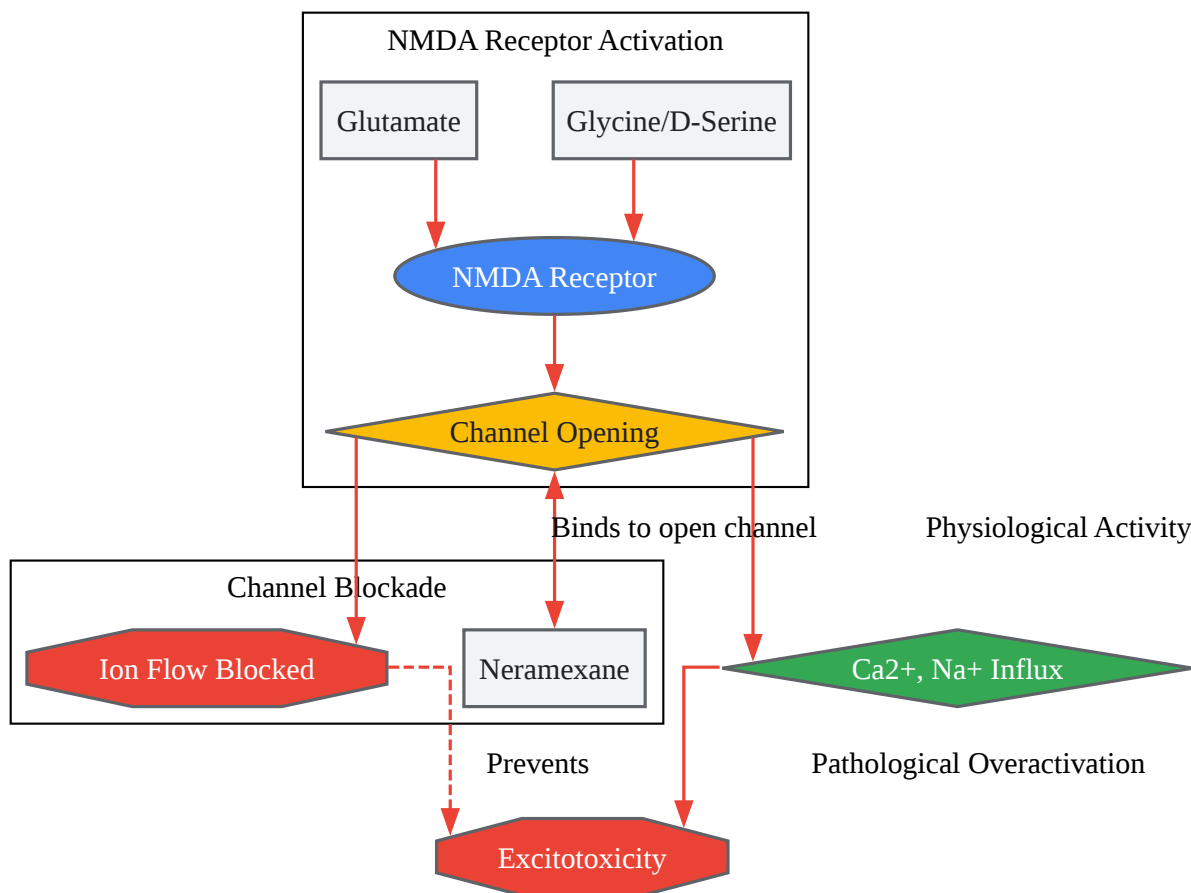 NMDA Receptor Activation
Glutamate
Glycine/D-Serine
NMDA Receptor
Channel Opening
Binds to open channel
Physiological Activity
Channel Blockade
Ion Flow Blocked
Neramexane
Ca2+, Na+ Influx
Prevents
Pathological Overactivation
Excitotoxicity